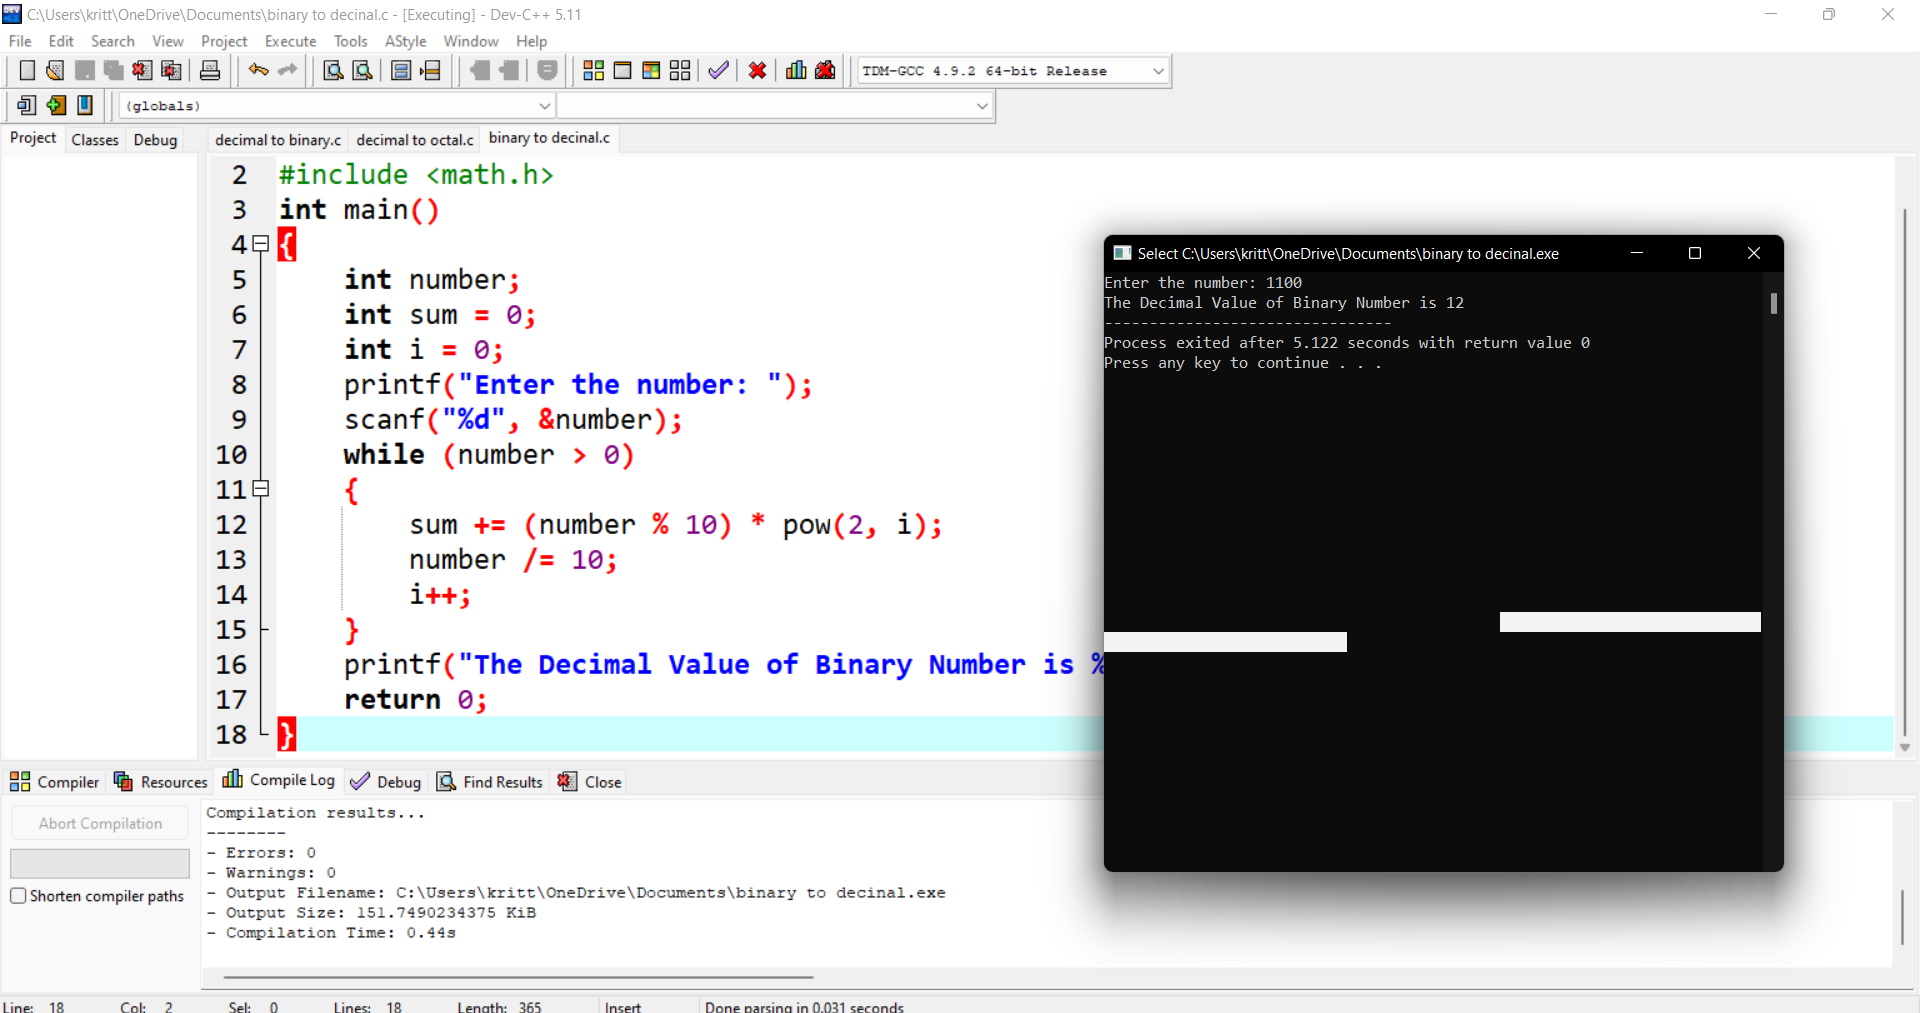 C:\Users\kritt\OneDrive\Documents\binary to decinal.c - [Executing] - Dev-C++ 5.11
File Edit Search View Project Execute Tools AStyle Window Help
TDM-GCC 4.9.2 64-bit Release
(globals)
Project Classes Debug
decimal to binary.c decimal to octal.c binary to decinal.c
2 #include <math.h>
3 int main()
4 {
5 int number;
6 int sum = 0;
7 int i = 0;
8 printf("Enter the number: ");
9 scanf("%d", &number);
10 while (number > 0)
11 {
12 sum += (number % 10) * pow(2, i);
13 number /= 10;
14 i++;
15 }
16 printf("The Decimal Value of Binary Number is %
17 return 0;
18 }
Select C:\Users\kritt\OneDrive\Documents\binary to decinal.exe
Enter the number: 1100
The Decimal Value of Binary Number is 12
--------------------------------
Process exited after 5.122 seconds with return value 0
Press any key to continue . . .
Compiler Resources Compile Log Debug Find Results Close
Abort Compilation
Shorten compiler paths
Compilation results...
--------
- Errors: 0
- Warnings: 0
- Output Filename: C:\Users\kritt\OneDrive\Documents\binary to decinal.exe
- Output Size: 151.7490234375 KiB
- Compilation Time: 0.44s
Line: 18 Col: 2 Sel: 0 Lines: 18 Length: 365 Insert Done parsing in 0.031 seconds